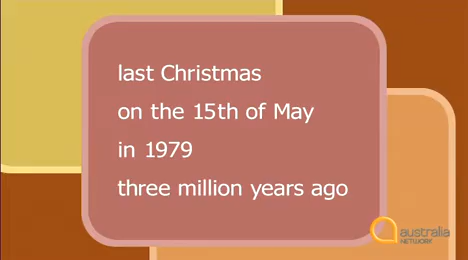 last Christmas
on the 15th of May
in 1979
three million years ago
australia
NETWORK